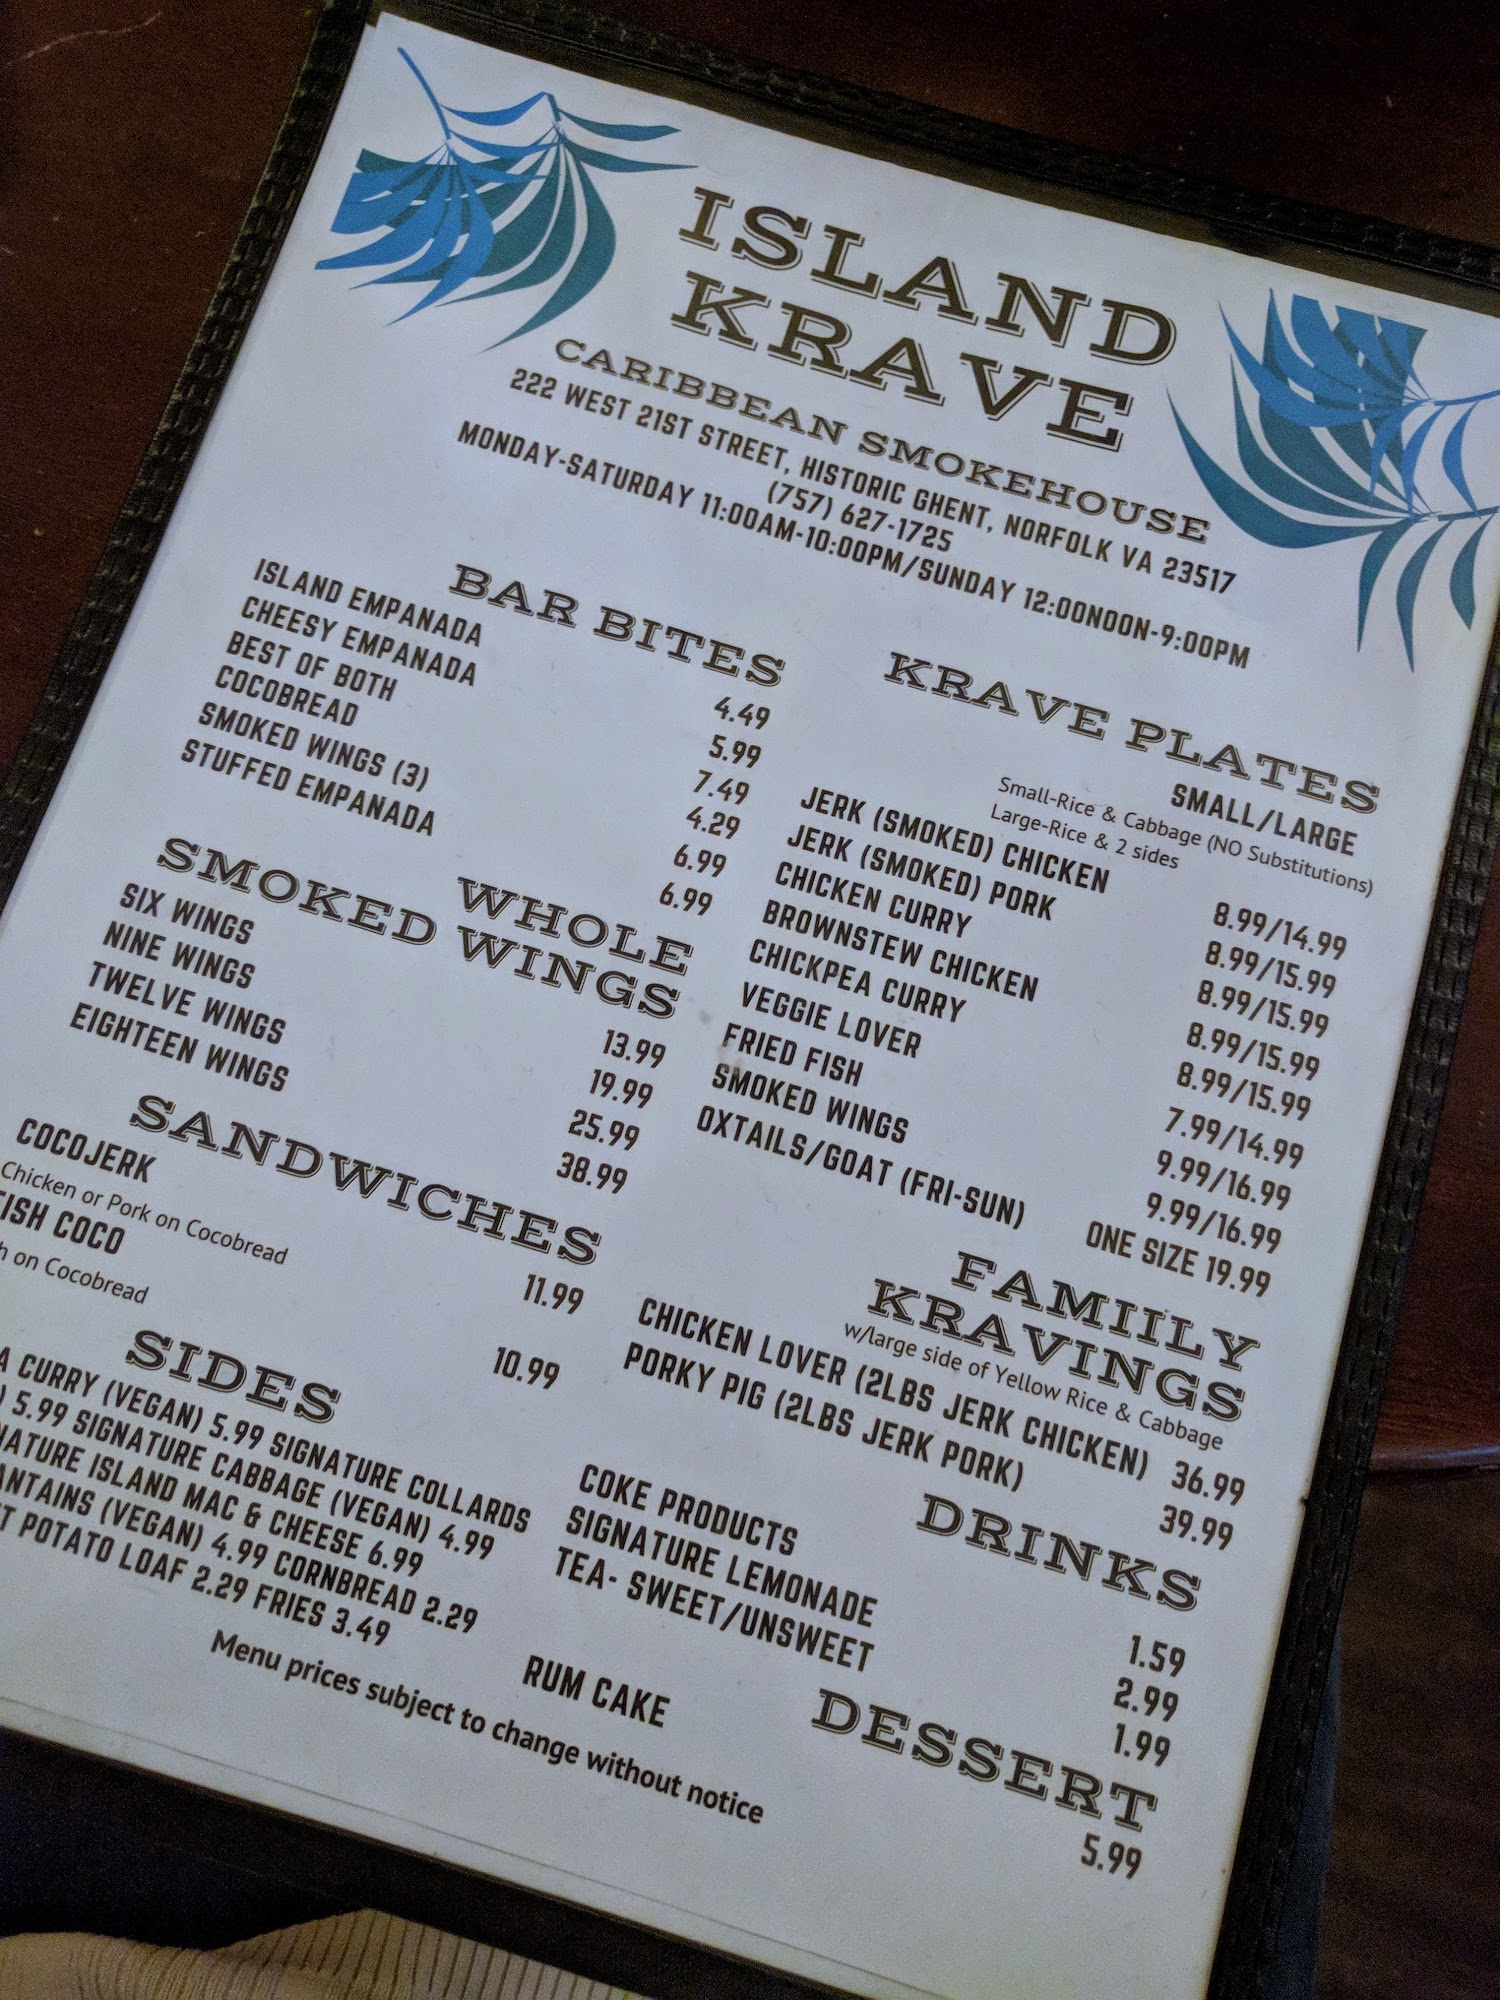 ISLAND
KRAVE
CARIBBEAN SMOKEHOUSE
222 WEST 21ST STREET, HISTORIC GHENT, NORFOLK VA 23517
(757) 627-1725
MONDAY-SATURDAY 11:00AM-10:00PM/SUNDAY 12:00NOON-9:00PM
BAR BITES
ISLAND EMPANADA 4.49
CHEESY EMPANADA 5.99
BEST OF BOTH 7.49
COCOBREAD 4.29
SMOKED WINGS (3) 6.99
STUFFED EMPANADA 6.99
WHOLE
SMOKED WINGS
SIX WINGS 13.99
NINE WINGS 19.99
TWELVE WINGS 25.99
EIGHTEEN WINGS 38.99
SANDWICHES
COCOJERK 11.99
Chicken or Pork on Cocobread
ISH COCO 10.99
h on Cocobread
SIDES
A CURRY (VEGAN) 5.99 SIGNATURE COLLARDS
) 5.99 SIGNATURE CABBAGE (VEGAN) 4.99
NATURE ISLAND MAC & CHEESE 6.99
ANTAINS (VEGAN) 4.99 CORNBREAD 2.29
T POTATO LOAF 2.29 FRIES 3.49
Menu prices subject to change without notice
KRAVE PLATES
SMALL/LARGE
Small-Rice & Cabbage (NO Substitutions)
Large-Rice & 2 sides
JERK (SMOKED) CHICKEN 8.99/14.99
JERK (SMOKED) PORK 8.99/15.99
CHICKEN CURRY 8.99/15.99
BROWNSTEW CHICKEN 8.99/15.99
CHICKPEA CURRY 8.99/15.99
VEGGIE LOVER 7.99/14.99
FRIED FISH 9.99/16.99
SMOKED WINGS 9.99/16.99
OXTAILS/GOAT (FRI-SUN) ONE SIZE 19.99
FAMIILY
KRAVINGS
w/large side of Yellow Rice & Cabbage
CHICKEN LOVER (2LBS JERK CHICKEN) 36.99
PORKY PIG (2LBS JERK PORK) 39.99
DRINKS
COKE PRODUCTS 1.59
SIGNATURE LEMONADE 2.99
TEA- SWEET/UNSWEET 1.99
DESSERT
RUM CAKE 5.99